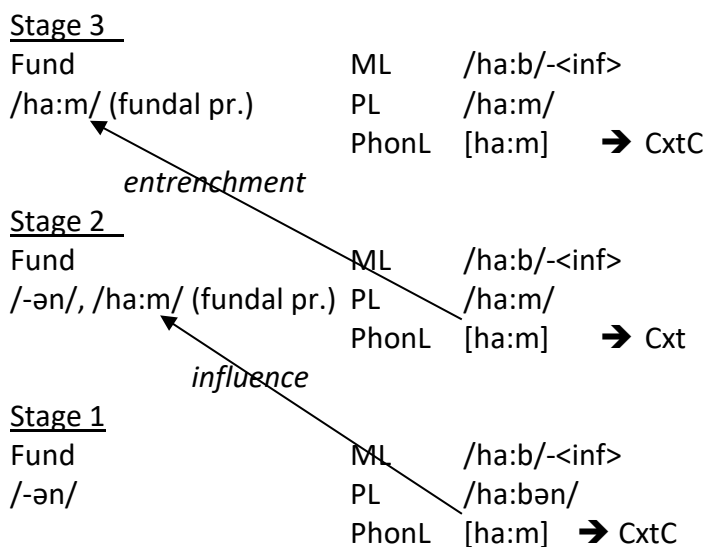 Stage 3
Fund ML /ha:b/-<inf>
/ha:m/ (fundal pr.) PL /ha:m/
PhonL [ha:m] ➔ CxtC
entrenchment
Stage 2
Fund ML /ha:b/-<inf>
/-ən/, /ha:m/ (fundal pr.) PL /ha:m/
PhonL [ha:m] ➔ Cxt
influence
Stage 1
Fund ML /ha:b/-<inf>
/-ən/ PL /ha:bən/
PhonL [ha:m] ➔ CxtC